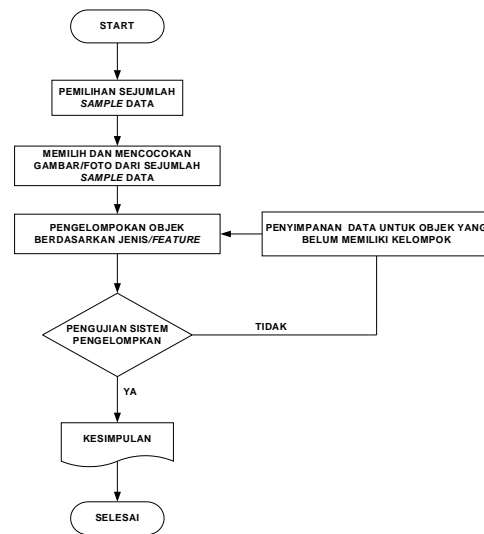 START
PEMILIHAN SEJUMLAH
SAMPLE DATA
MEMILIH DAN MENCOCOKAN
GAMBAR/FOTO DARI SEJUMLAH
SAMPLE DATA
PENGELOMPOKAN OBJEK
BERDASARKAN JENIS/FEATURE
PENYIMPANAN DATA UNTUK OBJEK YANG
BELUM MEMILIKI KELOMPOK
PENGUJIAN SISTEM
PENGELOMPKAN
TIDAK
YA
KESIMPULAN
SELESAI